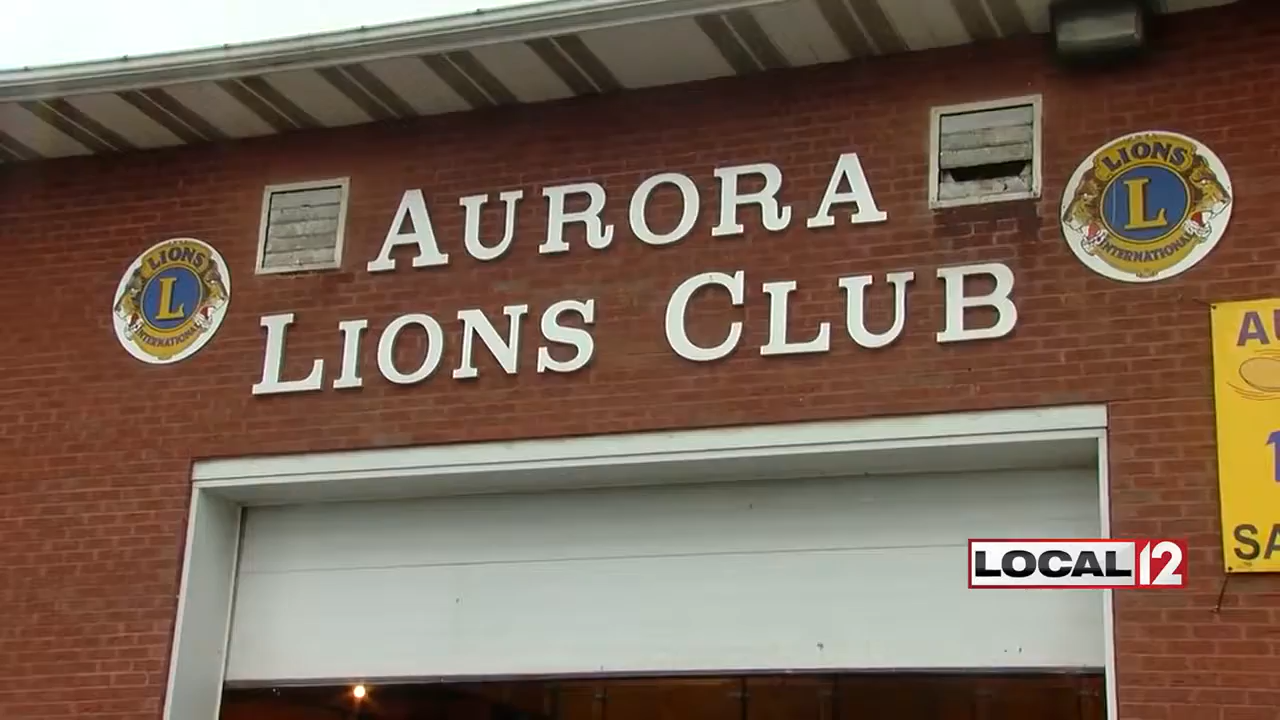 AURORA
LIONS CLUB
LIONS
L
INTERNATIONAL
LIONS
L
INTERNATIONAL
LOCAL 12